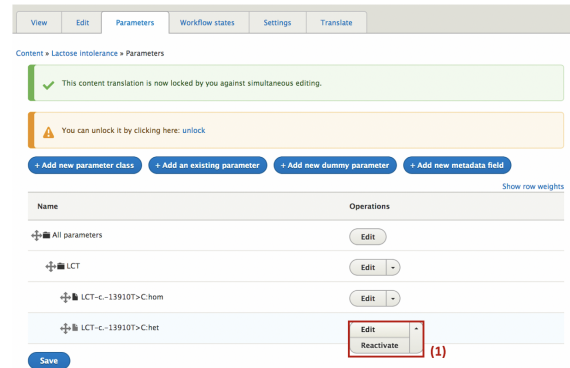 View Edit Parameters Workflow states Settings Translate
Content » Lactose intolerance » Parameters
This content translation is now locked by you against simultaneous editing.
You can unlock it by clicking here: unlock
+ Add new parameter class + Add an existing parameter + Add new dummy parameter + Add new metadata field
Show row weights
Name Operations
All parameters Edit
LCT Edit
LCT-c.-13910T>C:hom Edit
LCT-c.-13910T>C:het Edit
Reactivate (1)
Save